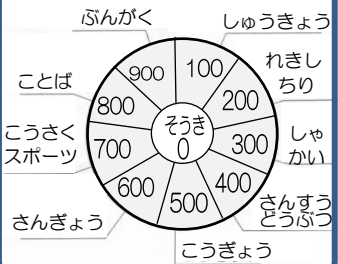 ぶんがく
しゅうきょう
れきし
ちり
ことば
900
100
800
200
そうき
0
こうさく
スポーツ
700
300
しゃ
かい
600
400
500
さんすう
どうぶつ
さんぎょう
こうぎょう